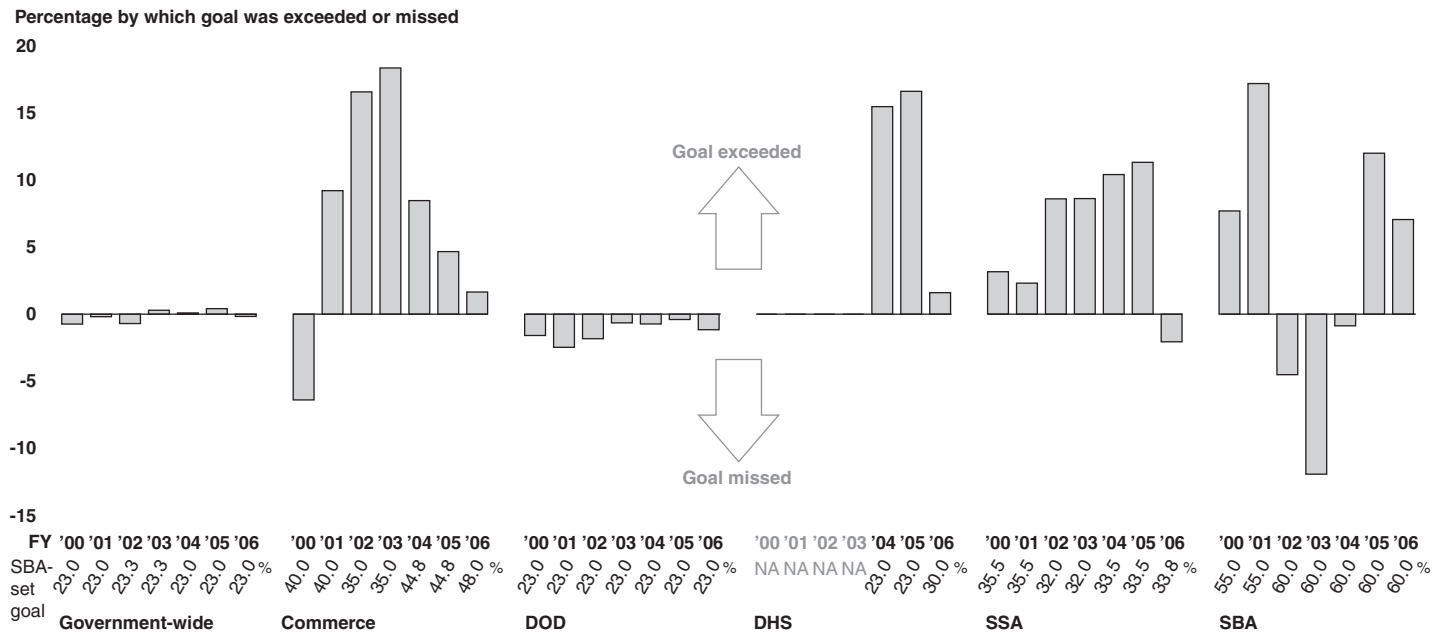 Percentage by which goal was exceeded or missed
20
15
Goal exceeded
10
5
0
-5
-10
Goal missed
-15
FY '00 '01 '02 '03 '04 '05 '06 '00 '01 '02 '03 '04 '05 '06 '00 '01 '02 '03 '04 '05 '06 '00 '01 '02 '03 '04 '05 '06 '00 '01 '02 '03 '04 '05 '06 '00 '01 '02 '03 '04 '05 '06
SBA-set goal 23.0 23.0 23.3 23.3 23.0 23.0 23.0 % 40.0 40.0 35.0 35.0 44.8 44.8 48.0 % 23.0 23.0 23.0 23.0 23.0 23.0 23.0 % NA NA NA NA 23.0 23.0 30.0 % 35.5 35.5 32.0 32.0 33.5 33.5 33.8 % 55.0 55.0 60.0 60.0 60.0 60.0 60.0 %
Government-wide Commerce DOD DHS SSA SBA